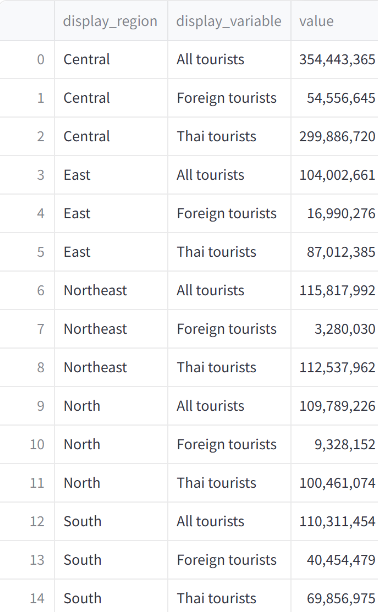 display_region display_variable value
0 Central All tourists 354,443,365
1 Central Foreign tourists 54,556,645
2 Central Thai tourists 299,886,720
3 East All tourists 104,002,661
4 East Foreign tourists 16,990,276
5 East Thai tourists 87,012,385
6 Northeast All tourists 115,817,992
7 Northeast Foreign tourists 3,280,030
8 Northeast Thai tourists 112,537,962
9 North All tourists 109,789,226
10 North Foreign tourists 9,328,152
11 North Thai tourists 100,461,074
12 South All tourists 110,311,454
13 South Foreign tourists 40,454,479
14 South Thai tourists 69,856,975